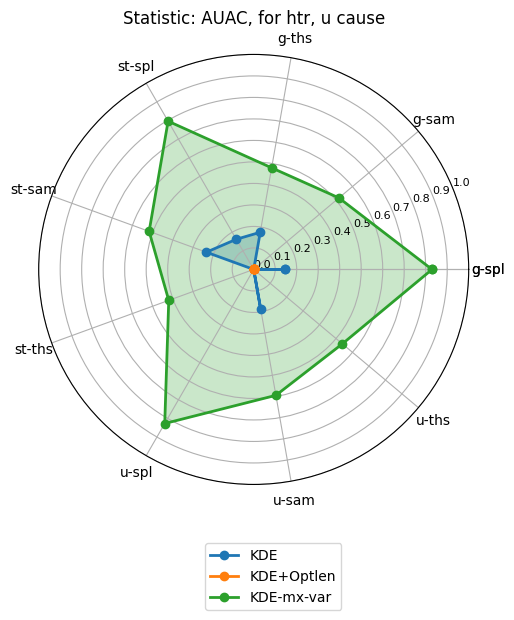 Statistic: AUAC, for htr, u cause
g-ths
st-spl
g-sam
st-sam
1.0
0.9
0.8
0.7
0.6
0.5
0.4
0.3
0.2
0.1
0.0
g-spl
st-ths
u-ths
u-spl
u-sam
KDE
KDE+Optlen
KDE-mx-var